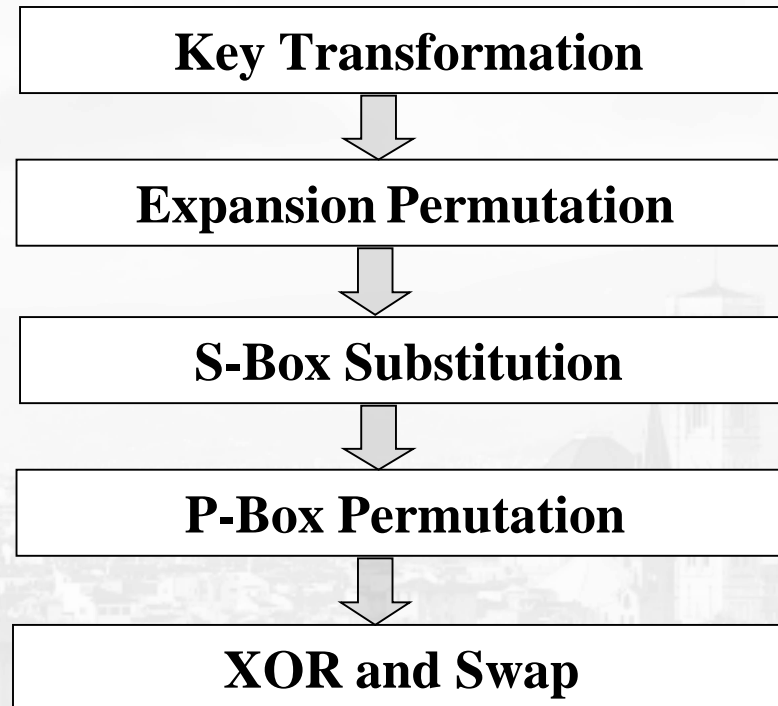 Key Transformation
Expansion Permutation
S-Box Substitution
P-Box Permutation
XOR and Swap